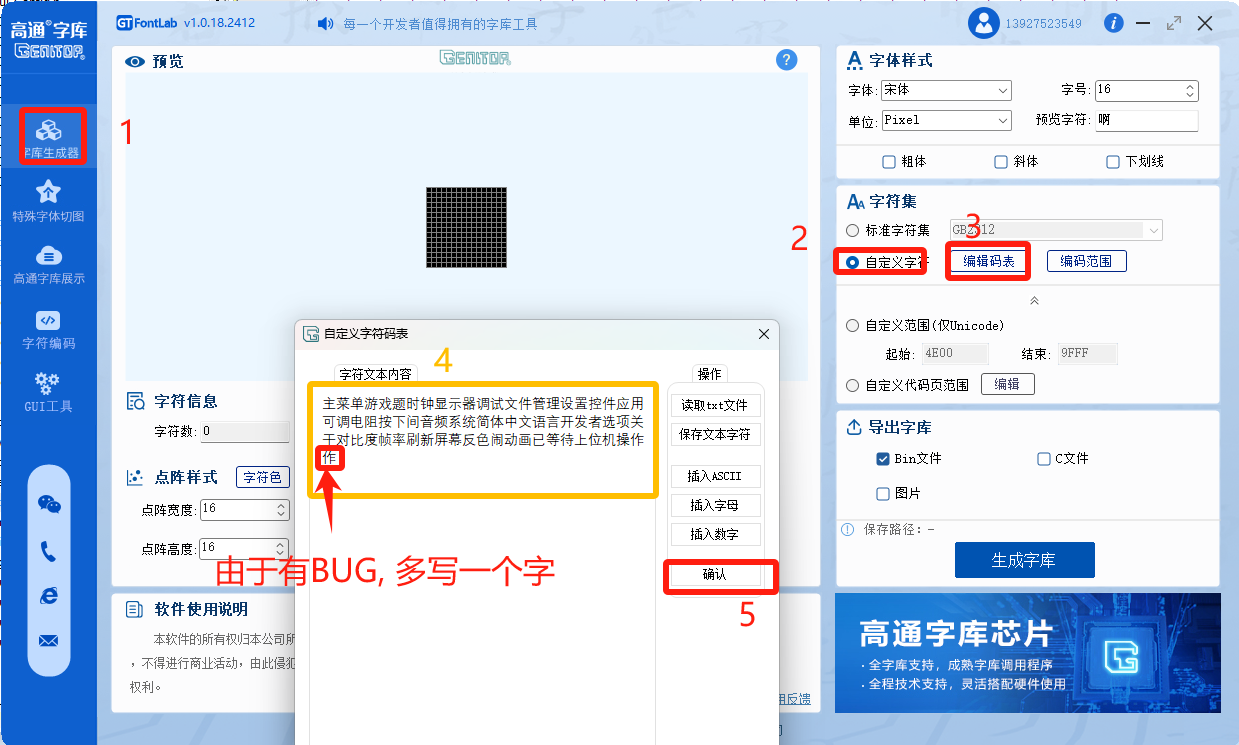 高通®字库
GENITOP®
GTFontLab v1.0.18.2412
每一个开发者值得拥有的字库工具
13927523549
字库生成器
1
特殊字体切图
高通字库展示
字符编码
GUI工具
预览
GENITOP
?
字符信息
字符数: 0
点阵样式 字符色
点阵宽度: 16
点阵高度: 16
软件使用说明
本软件的所有权归本公司所
，不得进行商业活动，由此侵犯
权利。
自定义字符码表
4
字符文本内容
主菜单游戏题时钟显示器调试文件管理设置控件应用
可调电阻按下间音频系统简体中文语言开发者选项关
于对比度帧率刷新屏幕反色闹动画已等待上位机操作
作
由于有BUG, 多写一个字
操作
读取txt文件
保存文本字符
插入ASCII
插入字母
插入数字
确认
5
反馈
字体样式
字体: 宋体
字号: 16
单位: Pixel
预览字符: 啊
粗体
斜体
下划线
字符集
2
3
标准字符集 GB2312
自定义字符 编辑码表 编码范围
自定义范围(仅Unicode)
起始: 4E00 结束: 9FFF
自定义代码页范围 编辑
导出字库
Bin文件
C文件
图片
保存路径: -
生成字库
高通字库芯片
· 全字库支持，成熟字库调用程序
· 全程技术支持，灵活搭配硬件使用